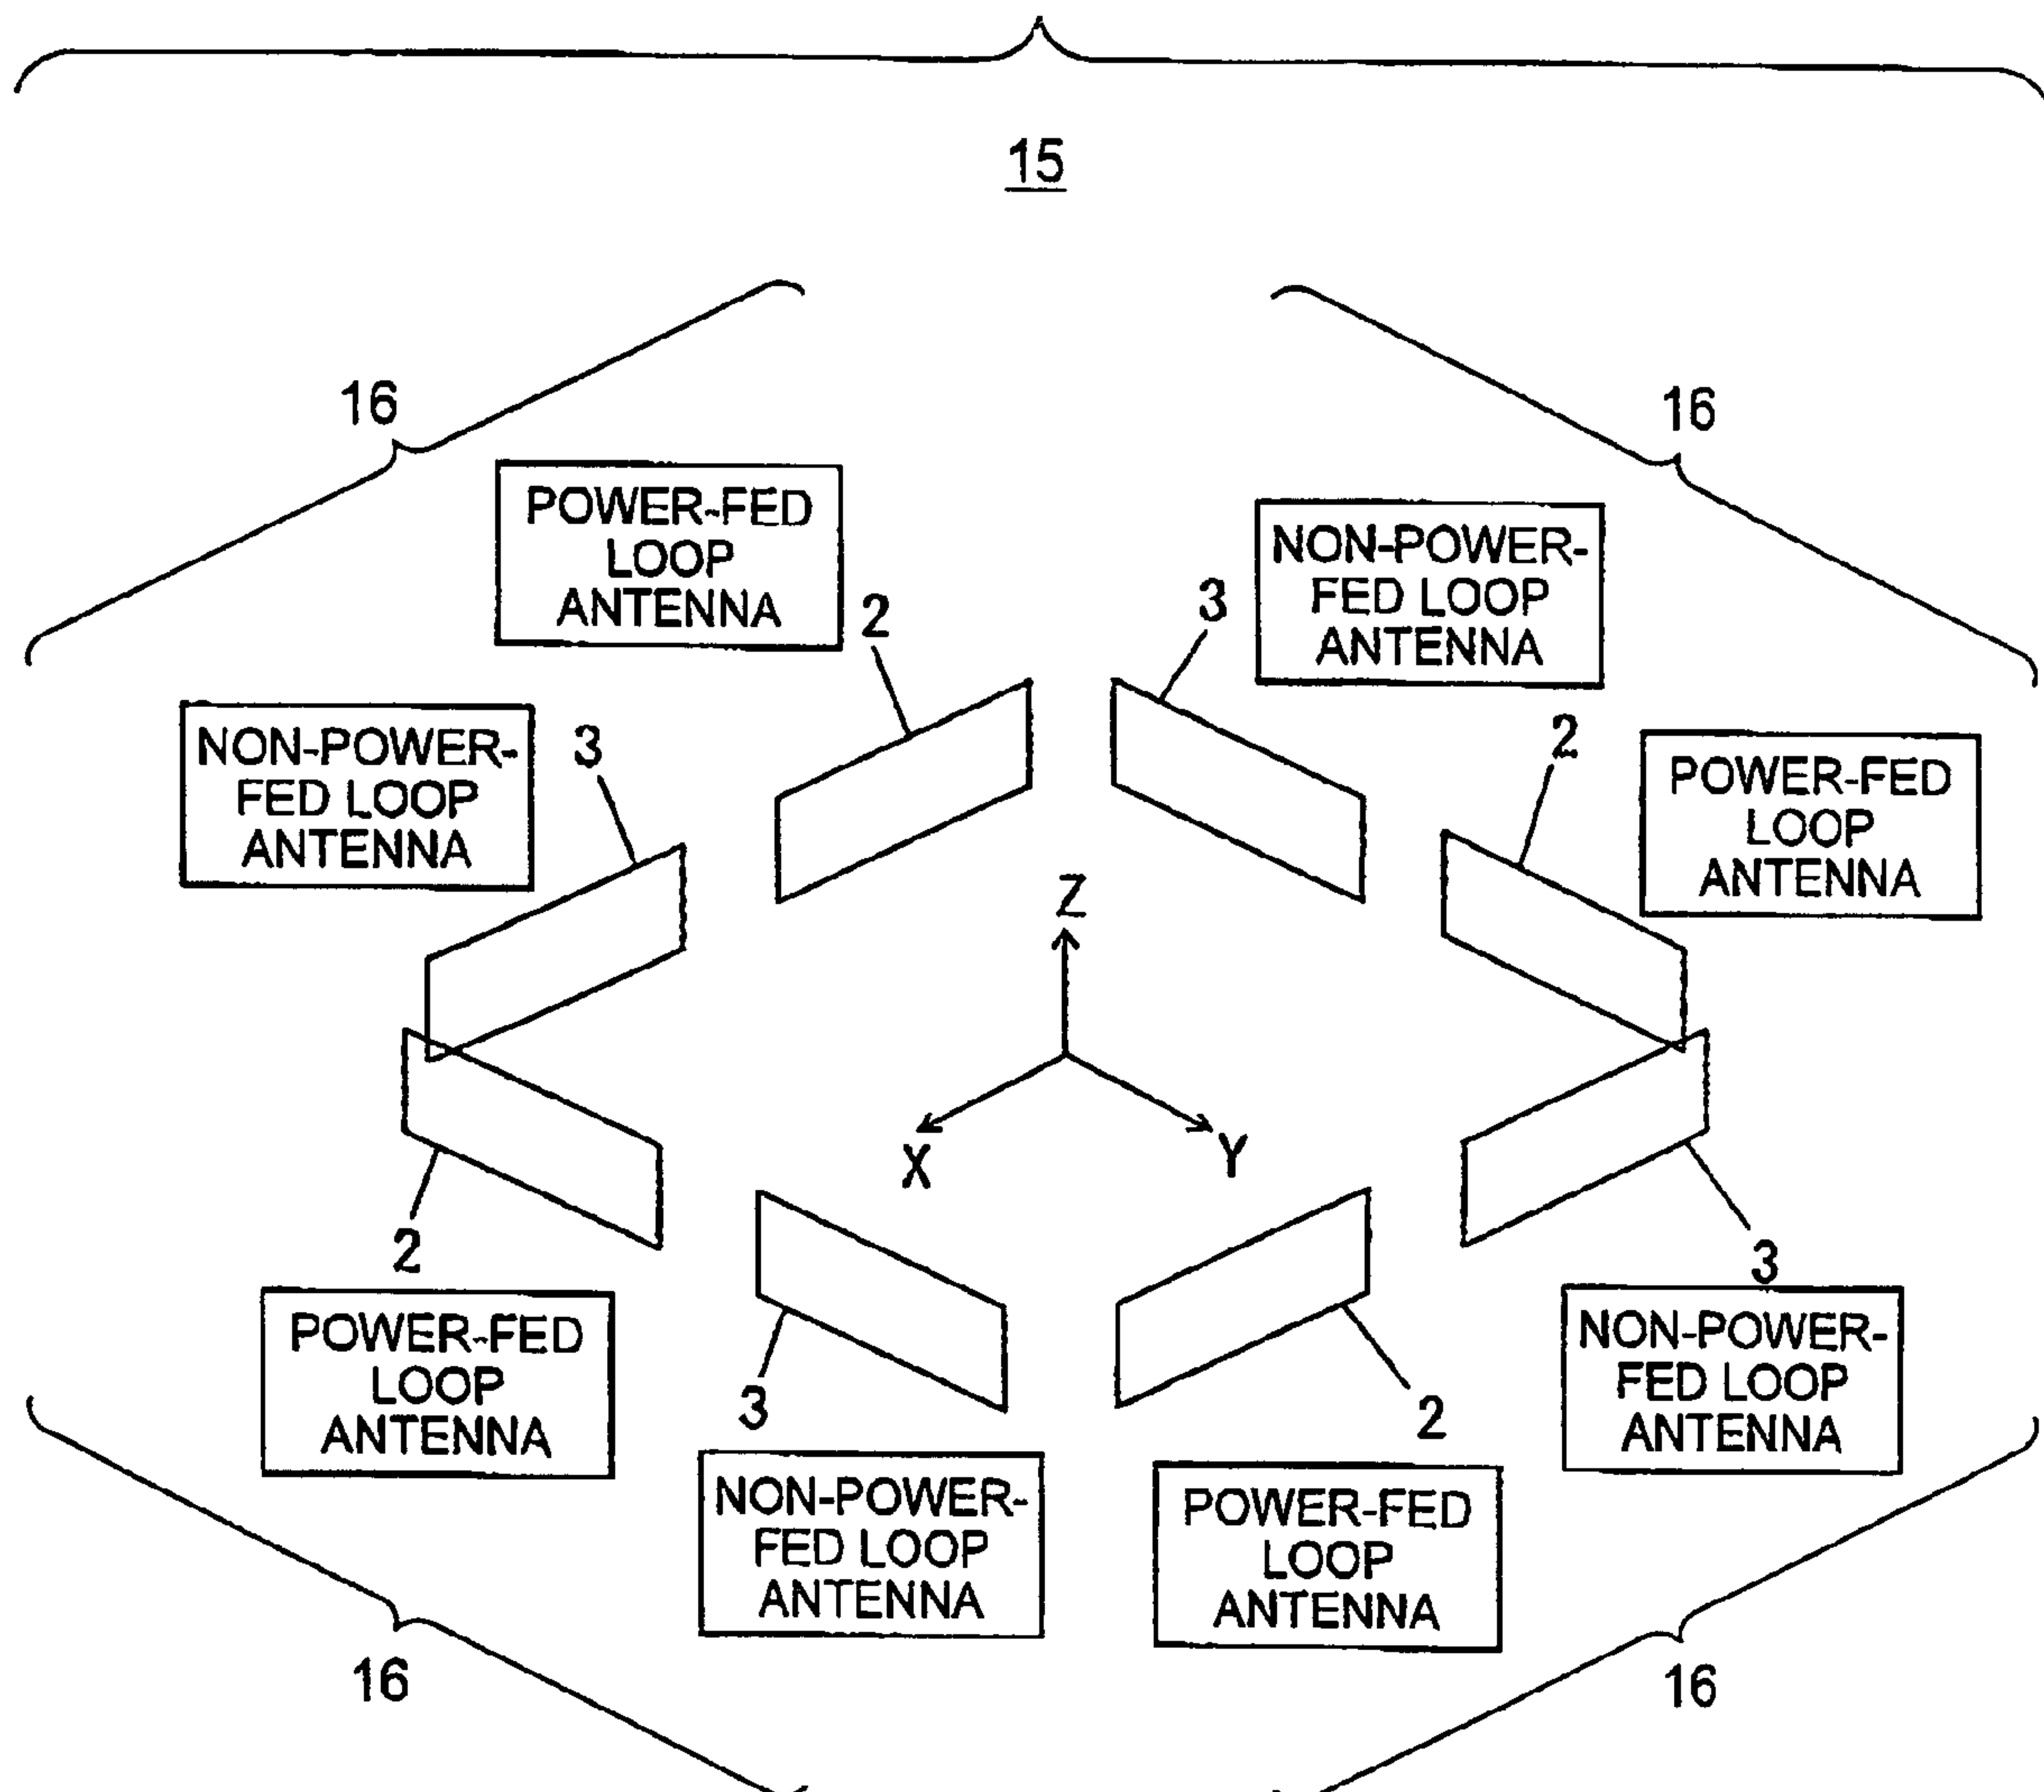 15
16
16
POWER-FED
LOOP
ANTENNA
2
3
NON-POWER-
FED LOOP
ANTENNA
NON-POWER-
FED LOOP
ANTENNA
3
2
POWER-FED
LOOP
ANTENNA
Z
X
Y
2
POWER-FED
LOOP
ANTENNA
3
NON-POWER-
FED LOOP
ANTENNA
3
NON-POWER-
FED LOOP
ANTENNA
2
POWER-FED
LOOP
ANTENNA
16
16